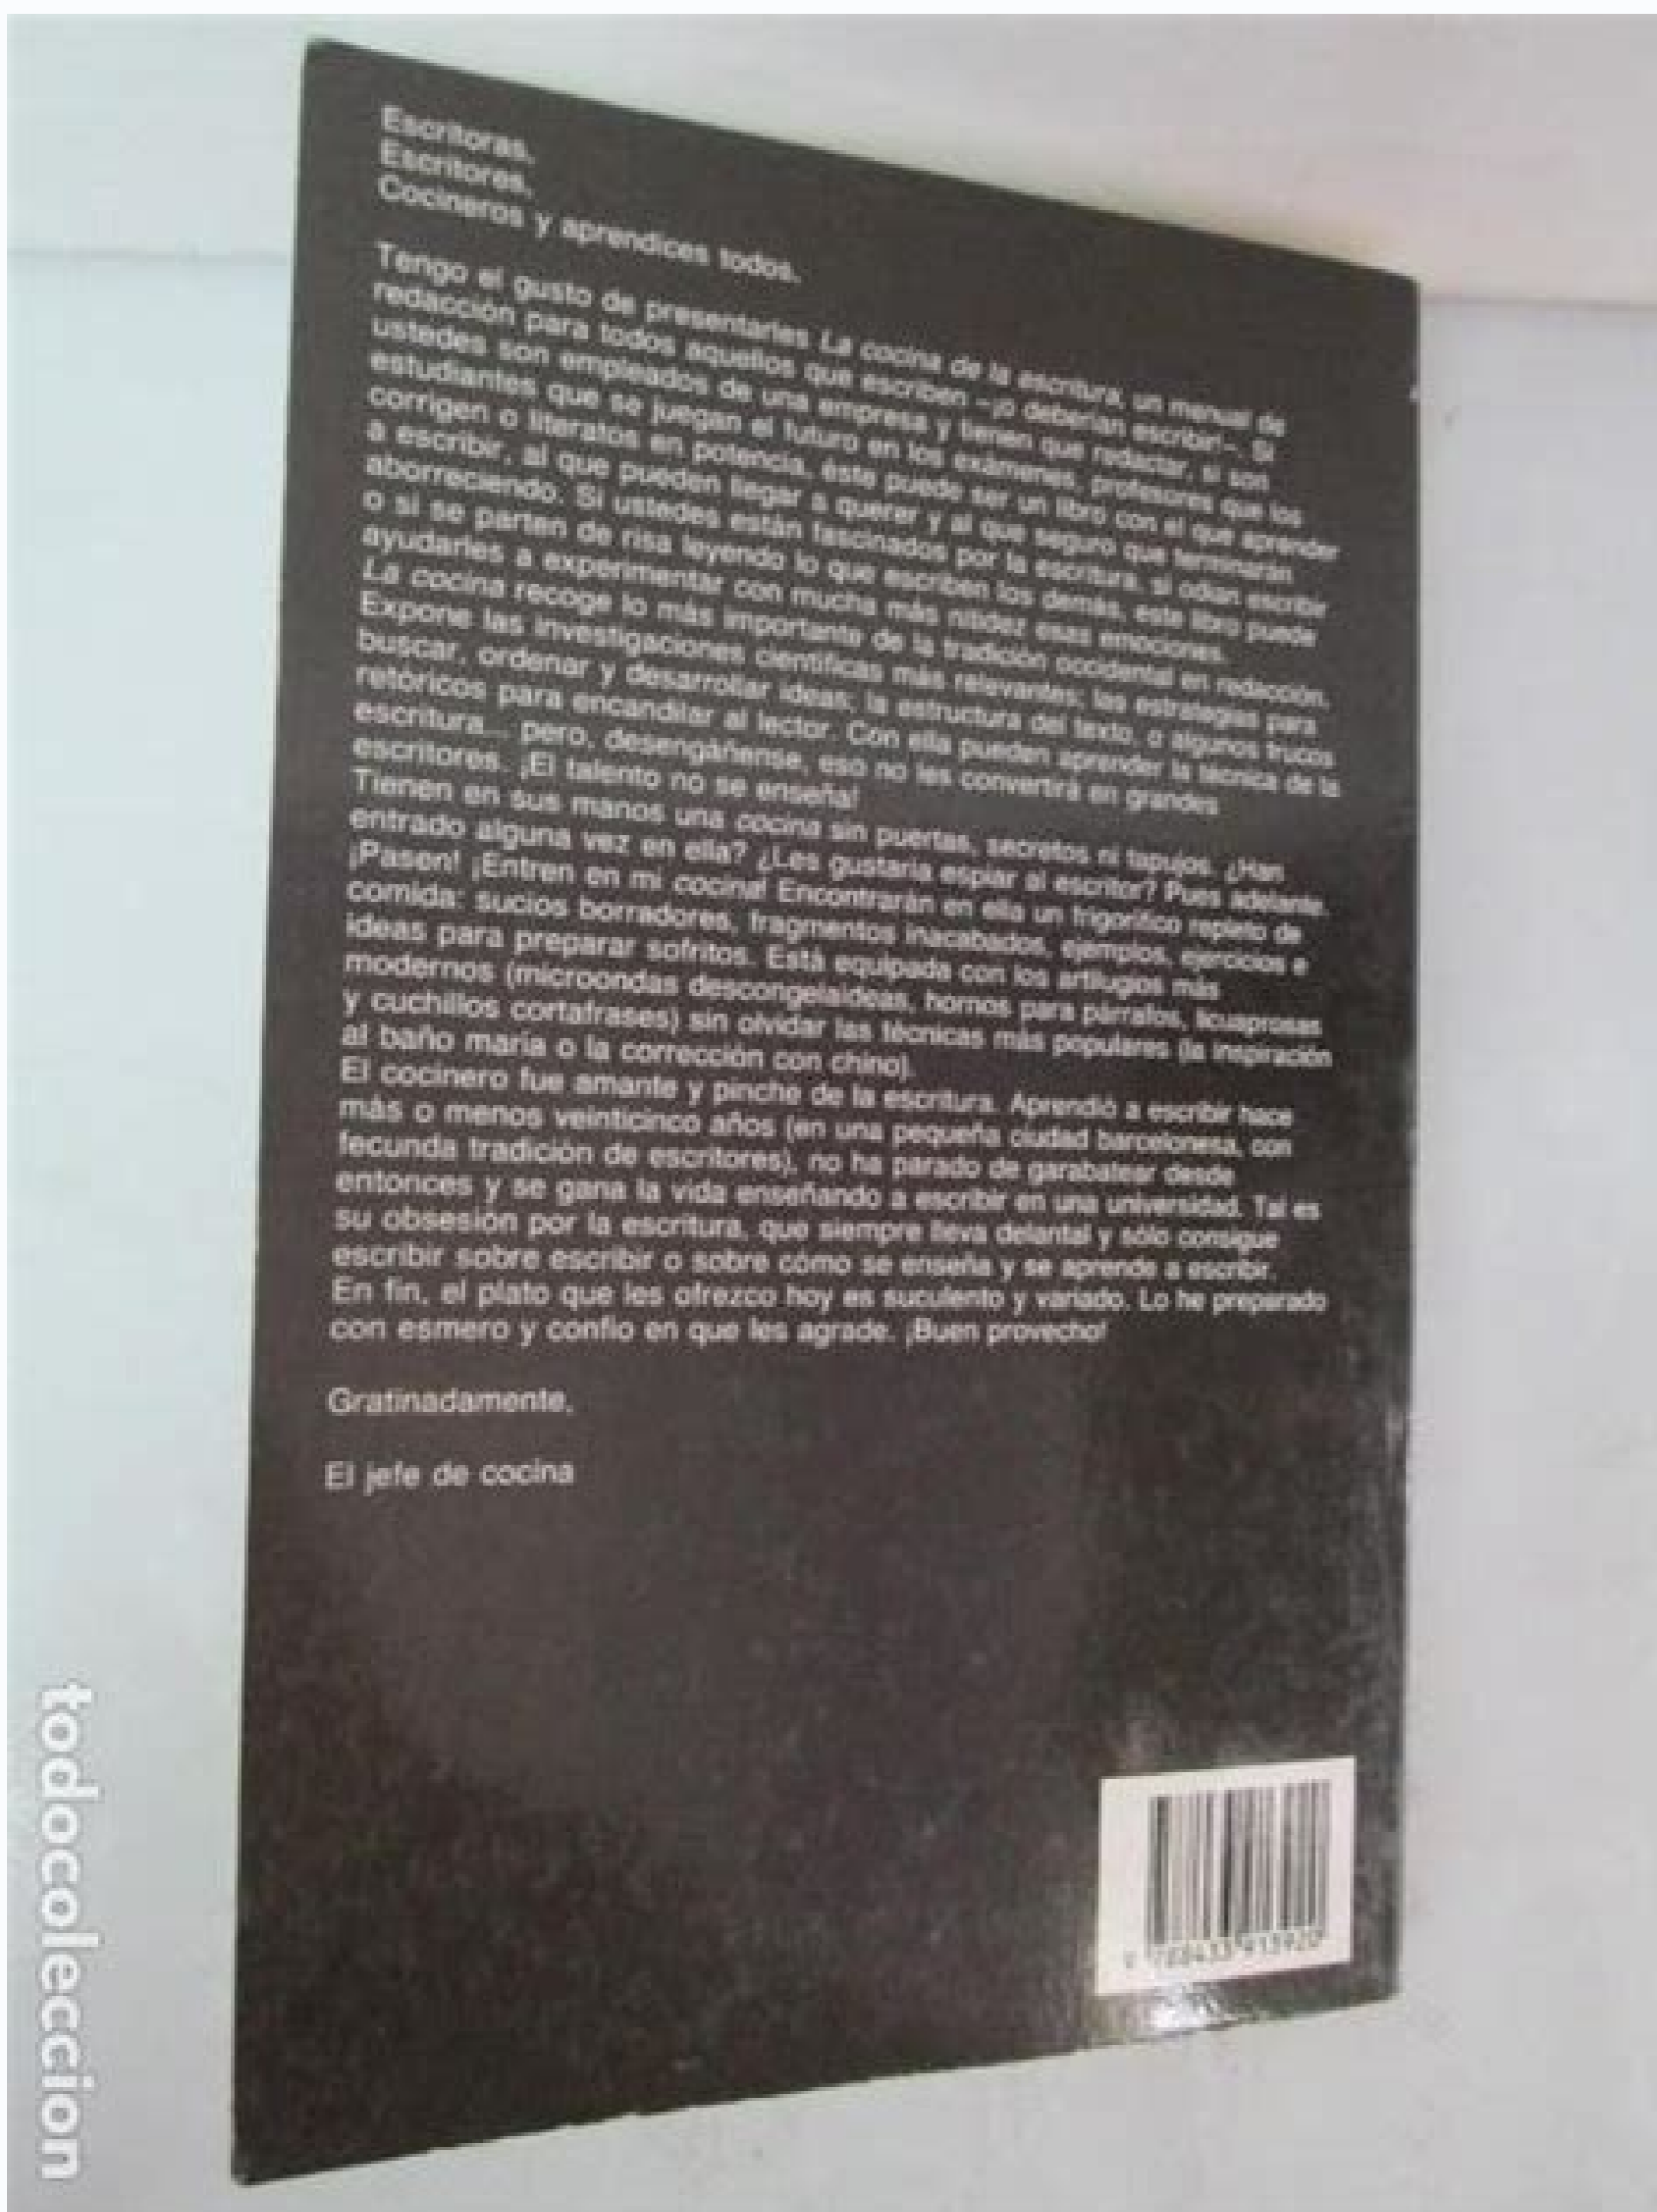 Escritoras.
Escritores.
Cocineros y aprendices todos.
Tengo el gusto de presentarles La cocina de la escritura, un manual de
redacción para todos aquellos que escriben –¡o deberían escribir!–. Si
ustedes son empleados de una empresa y tienen que redactar, si son
estudiantes que se juegan el futuro en los exámenes, profesores que los
corrigen o literatos en potencia, éste puede ser un libro con el que aprender
a escribir, al que pueden llegar a querer y al que seguro que terminarán
aborreciendo. Si ustedes están fascinados por la escritura, si odian escribir
o si se parten de risa leyendo lo que escriben los demás, este libro puede
ayudarles a experimentar con mucha más nitidez esas emociones.
La cocina recoge lo más importante de la tradición occidental en redacción.
Expone las investigaciones científicas más relevantes; las estrategias para
buscar, ordenar y desarrollar ideas; la estructura del texto, o algunos trucos
retóricos para encandilar al lector. Con ella pueden aprender la técnica de la
escritura... pero, desengáñense, eso no les convertirá en grandes
escritores. ¡El talento no se enseña!
Tienen en sus manos una cocina sin puertas, secretos ni tapujos. ¿Han
entrado alguna vez en ella? ¿Les gustaría espiar al escritor? Pues adelante.
¡Pasen! ¡Entren en mi cocina! Encontrarán en ella un frigorífico repleto de
comida: sucios borradores, fragmentos inacabados, ejemplos, ejercicios e
ideas para preparar sofritos. Está equipada con los artilugios más
modernos (microondas descongelaideas, hornos para párrafos, licuaprosas
y cuchillos cortafrases) sin olvidar las técnicas más populares (la inspiración
al baño maría o la corrección con chino).
El cocinero fue amante y pinche de la escritura. Aprendió a escribir hace
más o menos veinticinco años (en una pequeña ciudad barcelonesa, con
fecunda tradición de escritores), no ha parado de garabatear desde
entonces y se gana la vida enseñando a escribir en una universidad. Tal es
su obsesión por la escritura, que siempre lleva delantal y sólo consigue
escribir sobre escribir o sobre cómo se enseña y se aprende a escribir.
En fin, el plato que les ofrezco hoy es suculento y variado. Lo he preparado
con esmero y confío en que les agrade. ¡Buen provecho!
Gratinadamente,
El jefe de cocina
9 788433 913920
todocoleccion